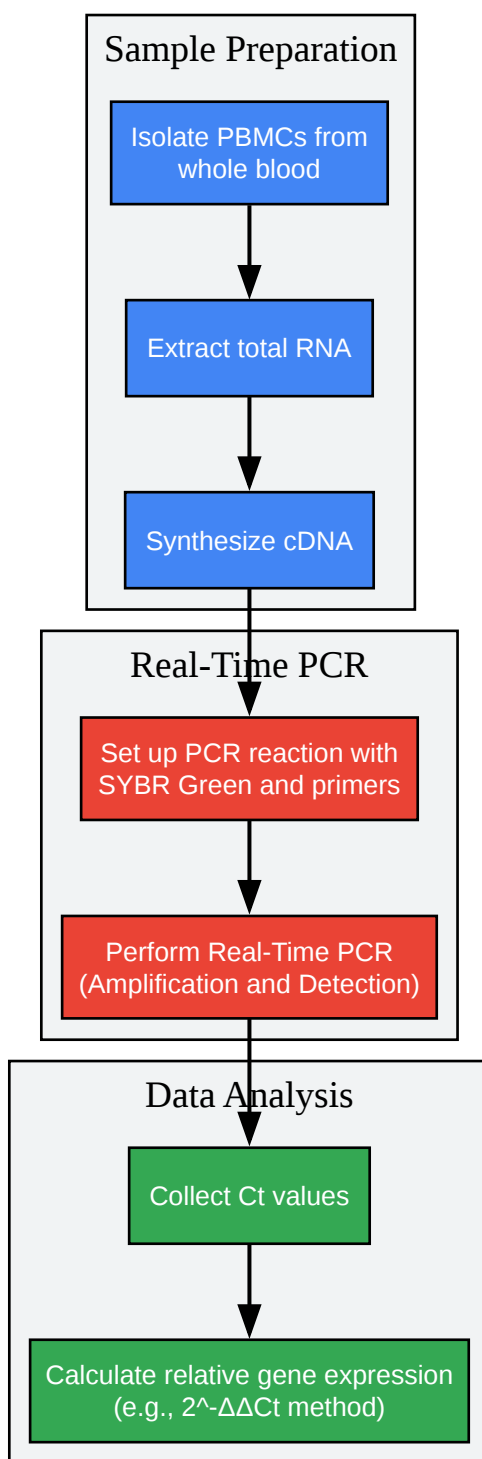 Sample Preparation
Isolate PBMCs from
whole blood
Extract total RNA
Synthesize cDNA
Real-Time PCR
Set up PCR reaction with
SYBR Green and primers
Perform Real-Time PCR
(Amplification and Detection)
Data Analysis
Collect Ct values
Calculate relative gene expression
(e.g., 2^-ΔΔCt method)